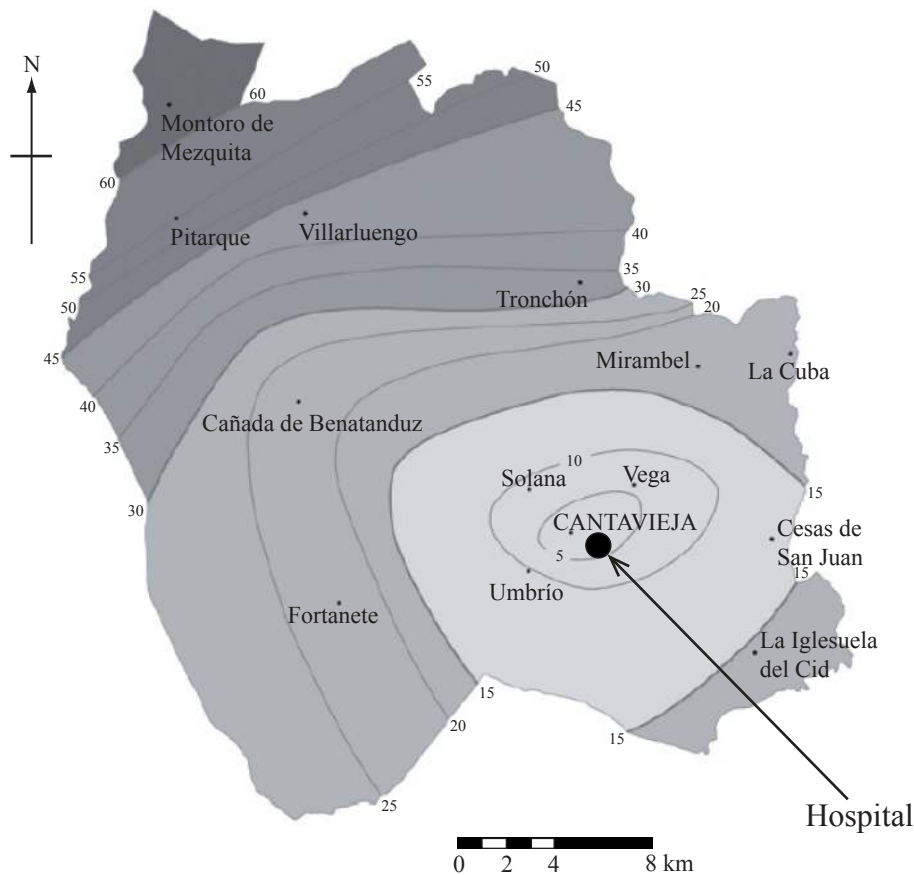 N
60
55
50
45
Montoro de
Mezquita
60
Pitarque
Villarluengo
40
55
35
50
Tronchón
30
25
20
45
Mirambel
La Cuba
40
Cañada de Benatanduz
35
10
Solana
Vega
15
30
CANTAVIEJA
Cesas de
San Juan
5
15
Umbrío
Fortanete
La Iglesuela
del Cid
15
20
15
25
Hospital
0 2 4 8 km